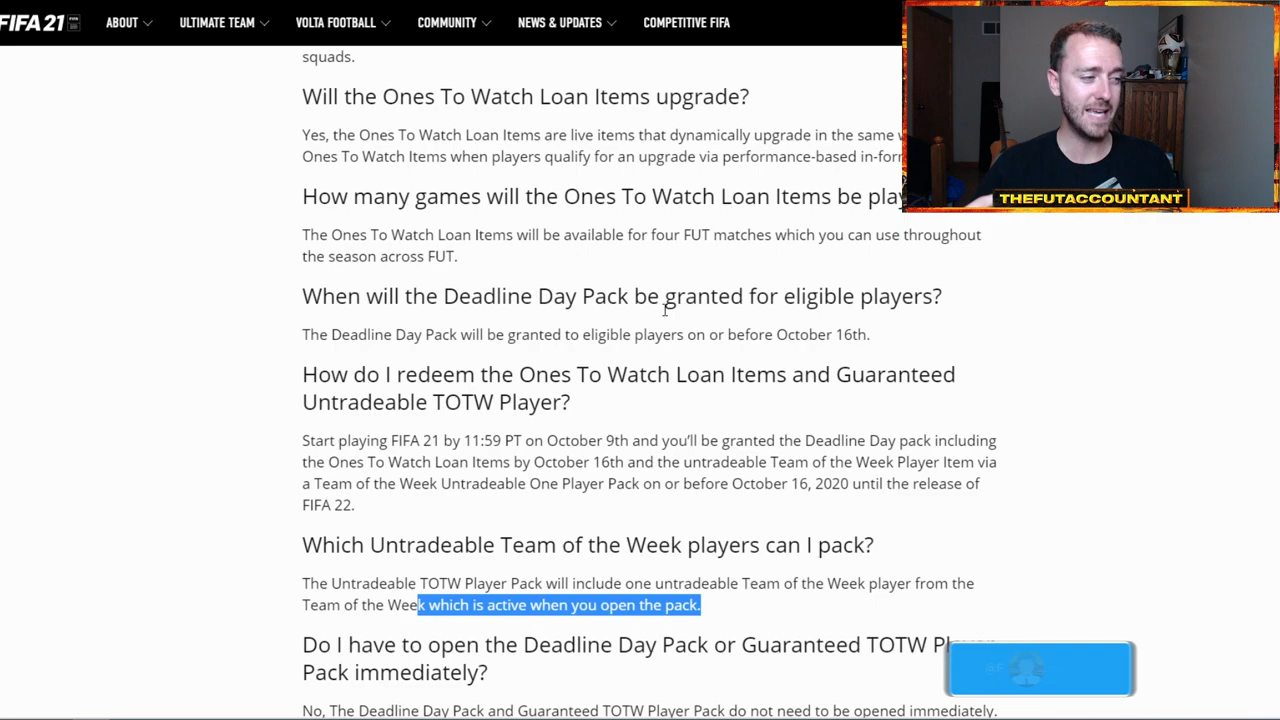 FIFA 21
ABOUT
ULTIMATE TEAM
VOLTA FOOTBALL
COMMUNITY
NEWS & UPDATES
COMPETITIVE FIFA
squads.
Will the Ones To Watch Loan Items upgrade?
Yes, the Ones To Watch Loan Items are live items that dynamically upgrade in the same
Ones To Watch Items when players qualify for an upgrade via performance-based in-for
How many games will the Ones To Watch Loan Items be play
THEFUTACCOUNTANT
The Ones To Watch Loan Items will be available for four FUT matches which you can use throughout
the season across FUT.
When will the Deadline Day Pack be granted for eligible players?
The Deadline Day Pack will be granted to eligible players on or before October 16th.
How do I redeem the Ones To Watch Loan Items and Guaranteed
Untradeable TOTW Player?
Start playing FIFA 21 by 11:59 PT on October 9th and you'll be granted the Deadline Day pack including
the Ones To Watch Loan Items by October 16th and the untradeable Team of the Week Player Item via
a Team of the Week Untradeable One Player Pack on or before October 16, 2020 until the release of
FIFA 22.
Which Untradeable Team of the Week players can I pack?
The Untradeable TOTW Player Pack will include one untradeable Team of the Week player from the
Team of the Week which is active when you open the pack.
Do I have to open the Deadline Day Pack or Guaranteed TOTW Player
Pack immediately?
No, The Deadline Day Pack and Guaranteed TOTW Player Pack do not need to be opened immediately.